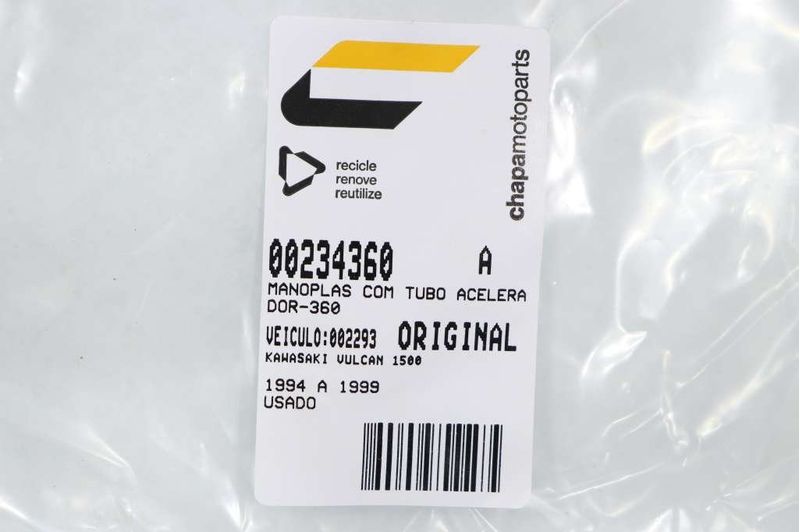 chapamotoparts
recicle
renove
reutilize
00234360 A
MANOPLAS COM TUBO ACELERA
DOR-360
VEICULO:002293 ORIGINAL
KAWASAKI VULCAN 1500
1994 A 1999
USADO